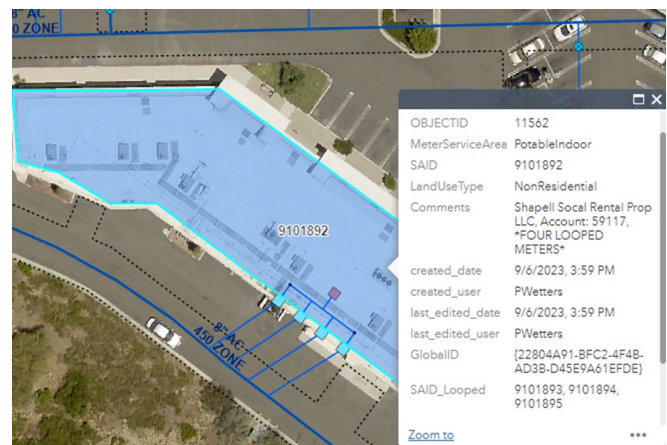 8" AC
0 ZONE
OBJECTID 11562
MeterServiceArea PotableIndoor
SAID 9101892
LandUseType NonResidential
Comments Shapell Socal Rental Prop
LLC, Account: 59117,
*FOUR LOOPED
METERS*
created_date 9/6/2023, 3:59 PM
created_user PWetters
last_edited_date 9/6/2023, 3:59 PM
last_edited_user PWetters
GlobalID {22804A91-BFC2-4F4B-
AD3B-D45E9A61EFDE}
SAID_Looped 9101893, 9101894,
9101895
Zoom to
9101892
8" AC
450 ZONE